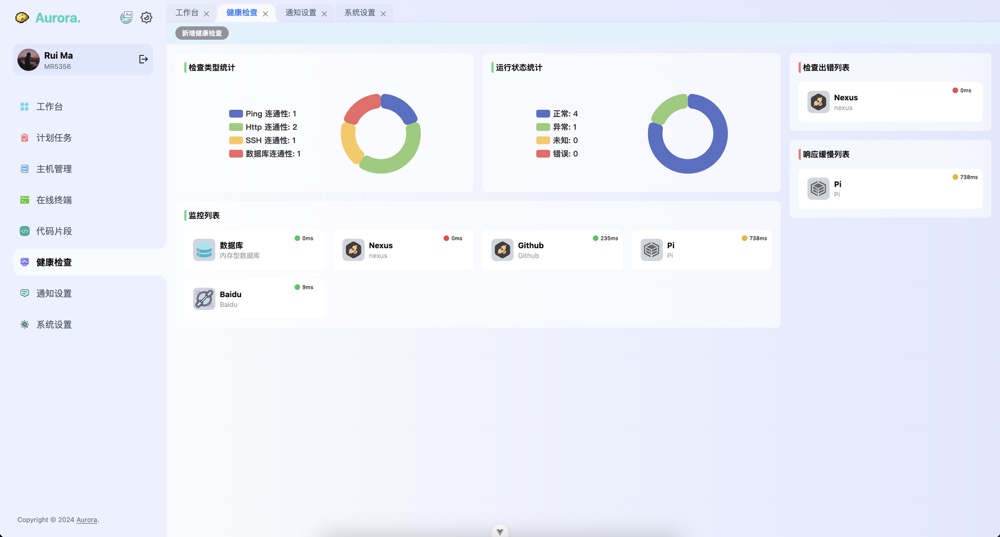 Aurora.
Rui Ma
MR5356
工作台
计划任务
主机管理
在线终端
代码片段
健康检查
通知设置
系统设置
Copyright © 2024 Aurora.
工作台
健康检查
通知设置
系统设置
新增健康检查
检查类型统计
Ping 连通性: 1
Http 连通性: 2
SSH 连通性: 1
数据库连通性: 1
运行状态统计
正常: 4
异常: 1
未知: 0
错误: 0
监控列表
数据库
内存型数据库
0ms
Nexus
nexus
0ms
Github
Github
235ms
Pi
Pi
738ms
Baidu
Baidu
9ms
检查出错列表
Nexus
nexus
0ms
响应缓慢列表
Pi
Pi
738ms